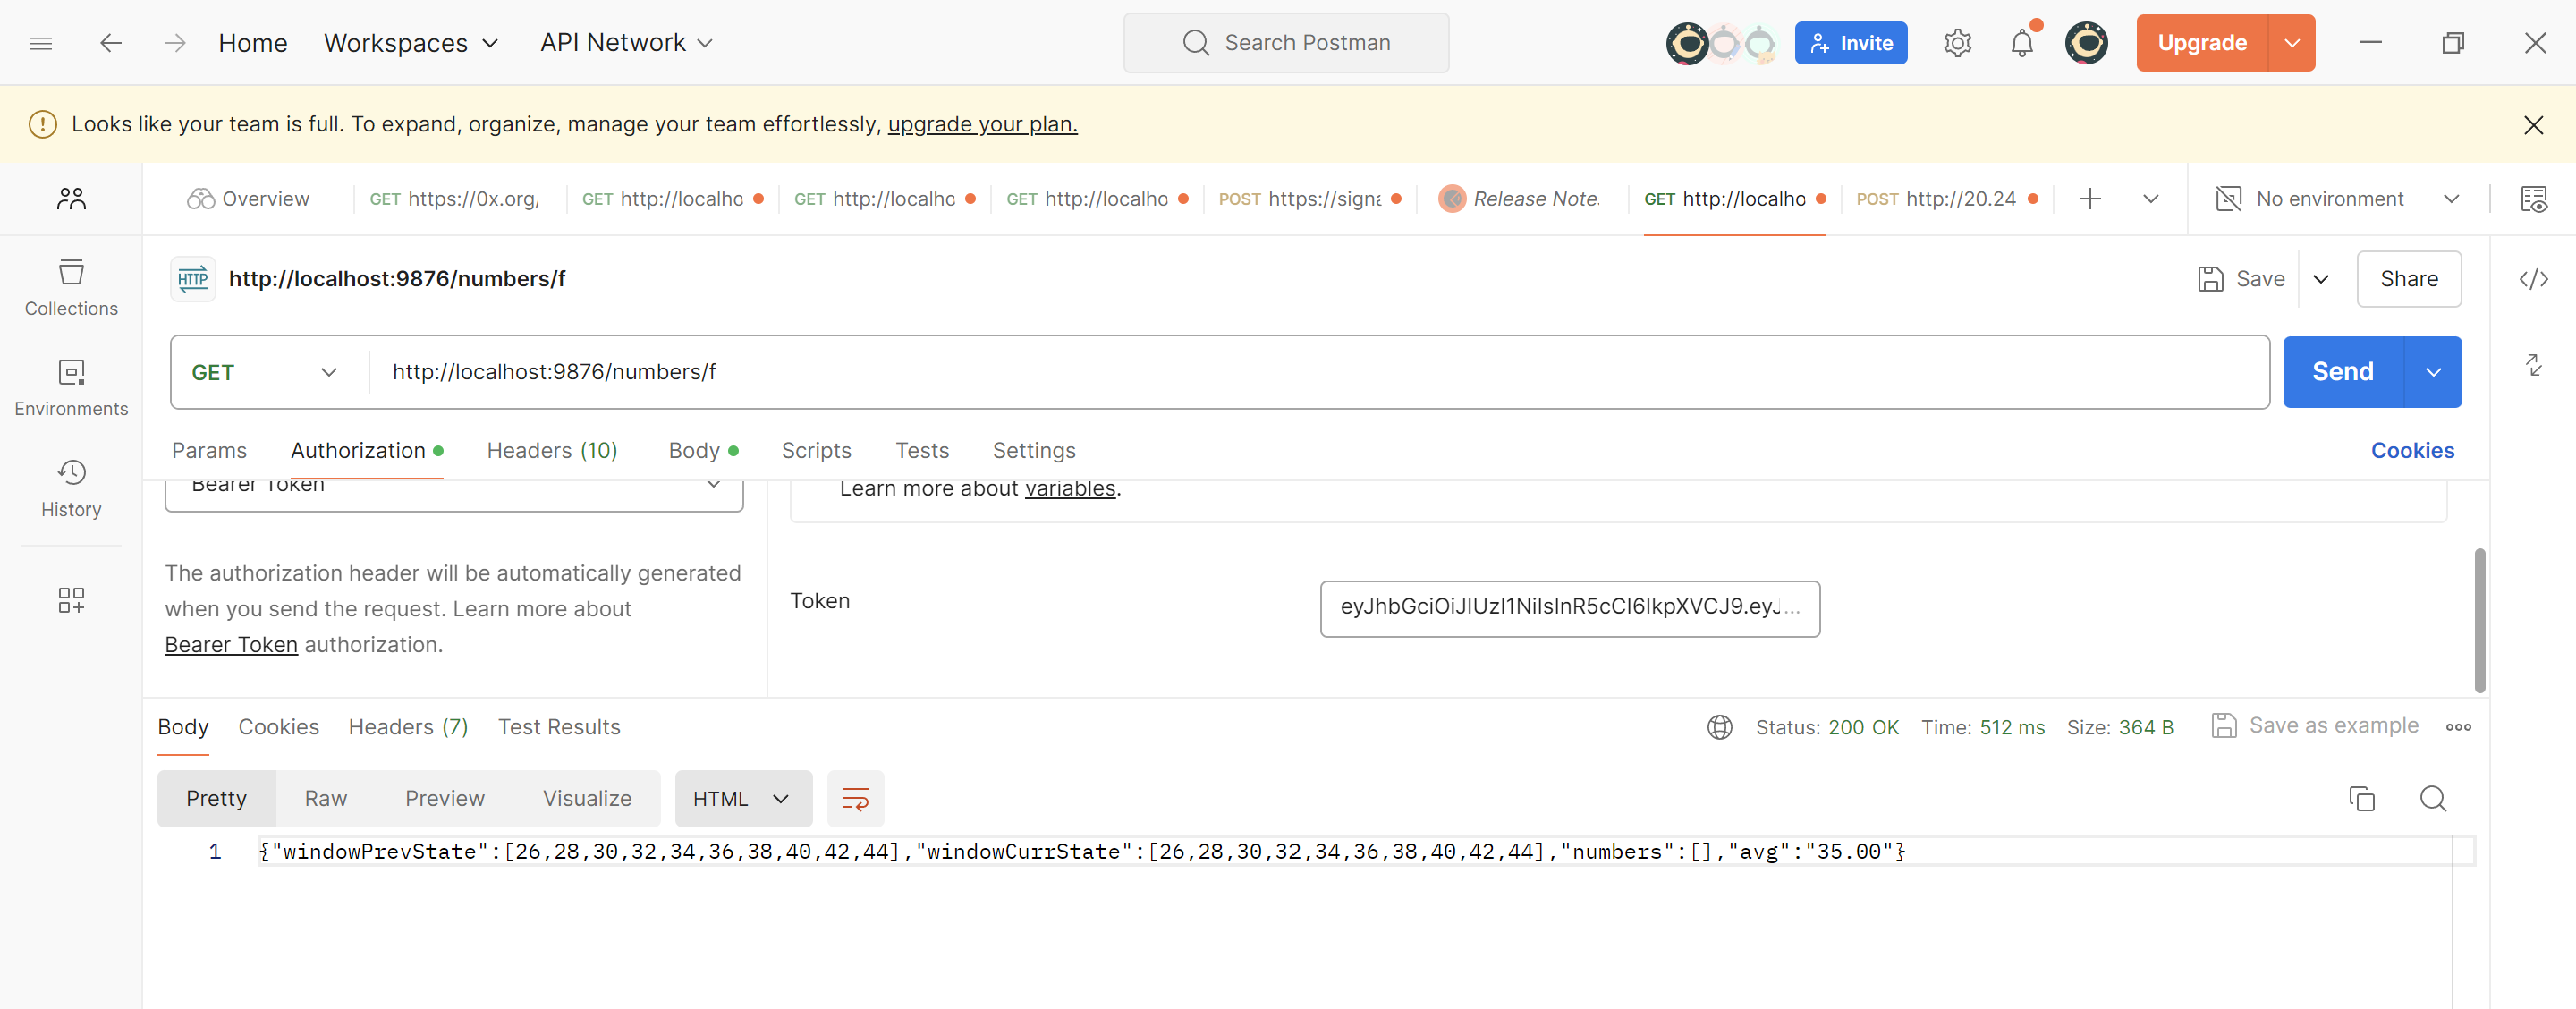 Home Workspaces API Network Search Postman Invite Upgrade
Looks like your team is full. To expand, organize, manage your team effortlessly, upgrade your plan.
Overview GET https://0x.org, GET http://localho GET http://localho GET http://localho POST https://signa Release Note. GET http://localho POST http://20.24 No environment
HTTP http://localhost:9876/numbers/f Save Share
Collections
GET http://localhost:9876/numbers/f Send
Environments
Params Authorization Headers (10) Body Scripts Tests Settings Cookies
Bearer Token Learn more about variables.
History
The authorization header will be automatically generated
when you send the request. Learn more about
Bearer Token authorization.
Token eyJhbGciOiJIUzI1NiIsInR5cCI6IkpXVCJ9.eyJ...
Body Cookies Headers (7) Test Results Status: 200 OK Time: 512 ms Size: 364 B Save as example
Pretty Raw Preview Visualize HTML
1 {"windowPrevState":[26,28,30,32,34,36,38,40,42,44],"windowCurrState":[26,28,30,32,34,36,38,40,42,44],"numbers":[],"avg":"35.00"}